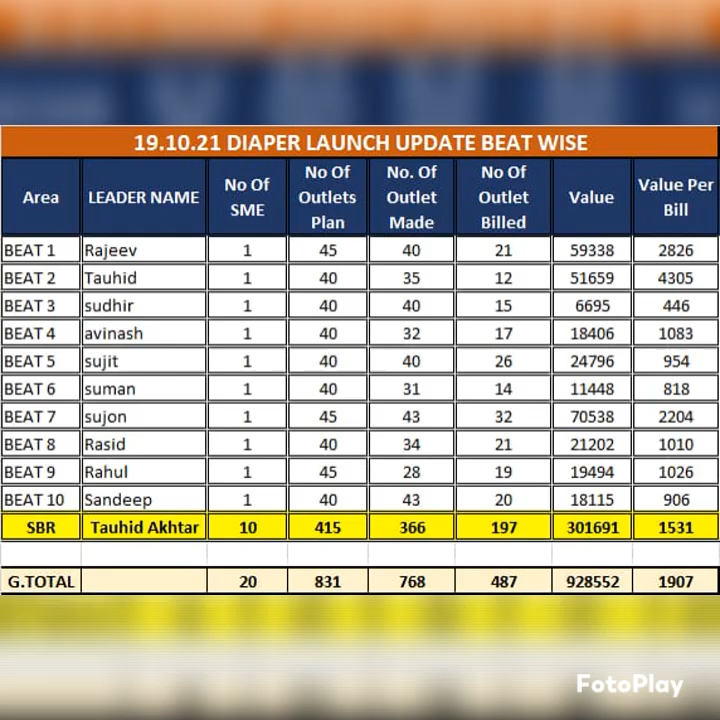 19.10.21 DIAPER LAUNCH UPDATE BEAT WISE
Area LEADER NAME No Of SME No Of Outlets Plan No. Of Outlet Made No Of Outlet Billed Value Value Per Bill
BEAT 1 Rajeev 1 45 40 21 59338 2826
BEAT 2 Tauhid 1 40 35 12 51659 4305
BEAT 3 sudhir 1 40 40 15 6695 446
BEAT 4 avinash 1 40 32 17 18406 1083
BEAT 5 sujit 1 40 40 26 24796 954
BEAT 6 suman 1 40 31 14 11448 818
BEAT 7 sujon 1 45 43 32 70538 2204
BEAT 8 Rasid 1 40 34 21 21202 1010
BEAT 9 Rahul 1 45 28 19 19494 1026
BEAT 10 Sandeep 1 40 43 20 18115 906
SBR Tauhid Akhtar 10 415 366 197 301691 1531
G.TOTAL 20 831 768 487 928552 1907
FotoPlay